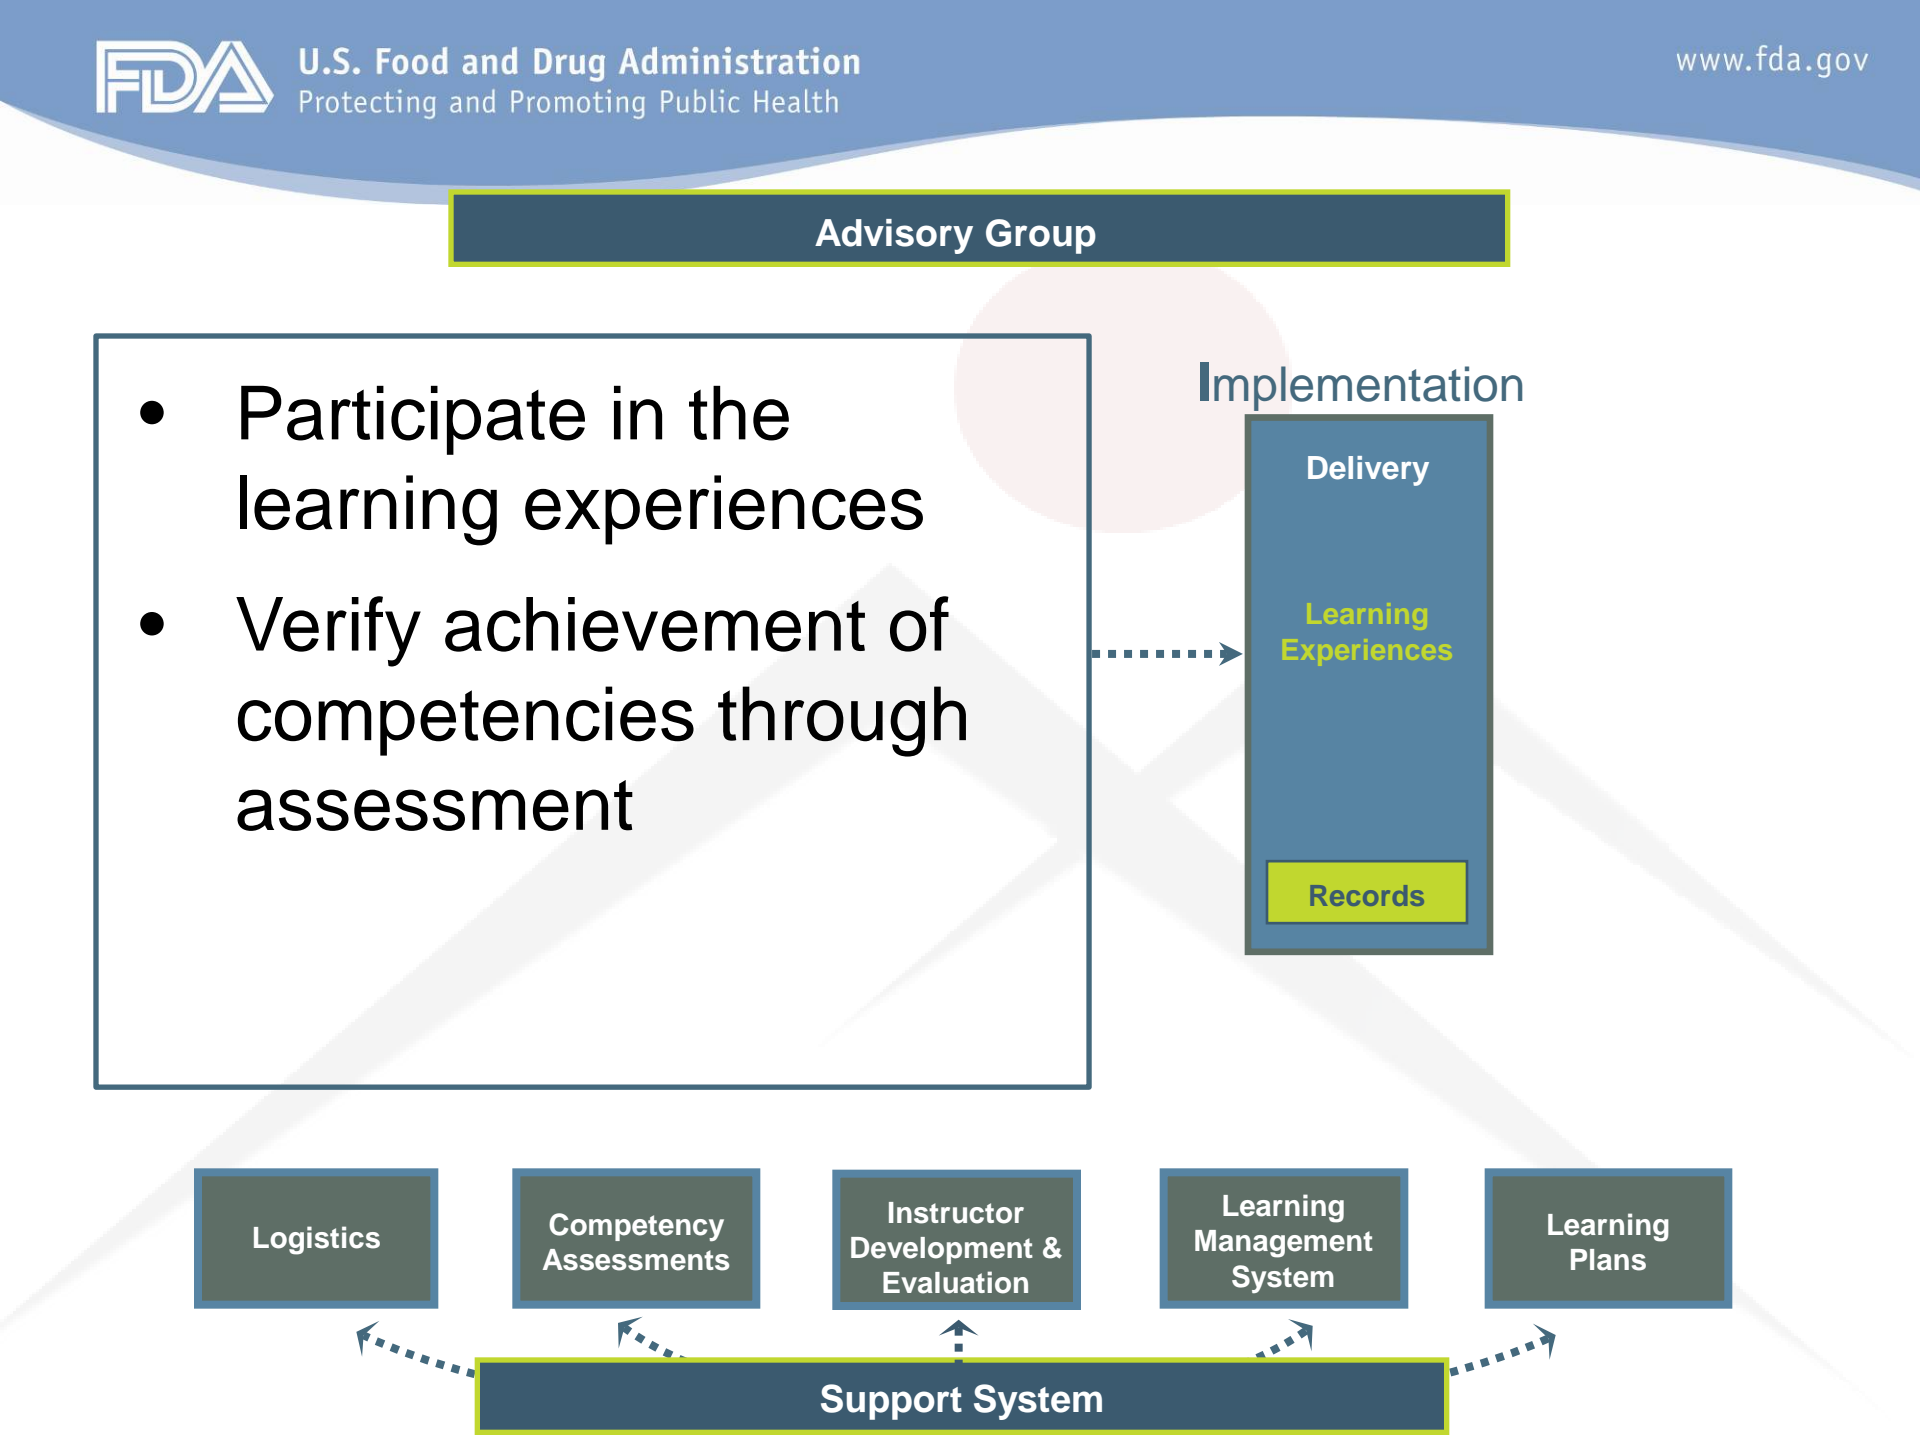 FDA
U.S. Food and Drug Administration
Protecting and Promoting Public Health
www.fda.gov
Advisory Group
• Participate in the
learning experiences
• Verify achievement of
competencies through
assessment
Implementation
Delivery
Learning
Experiences
Records
Logistics
Competency
Assessments
Instructor
Development &
Evaluation
Learning
Management
System
Learning
Plans
Support System